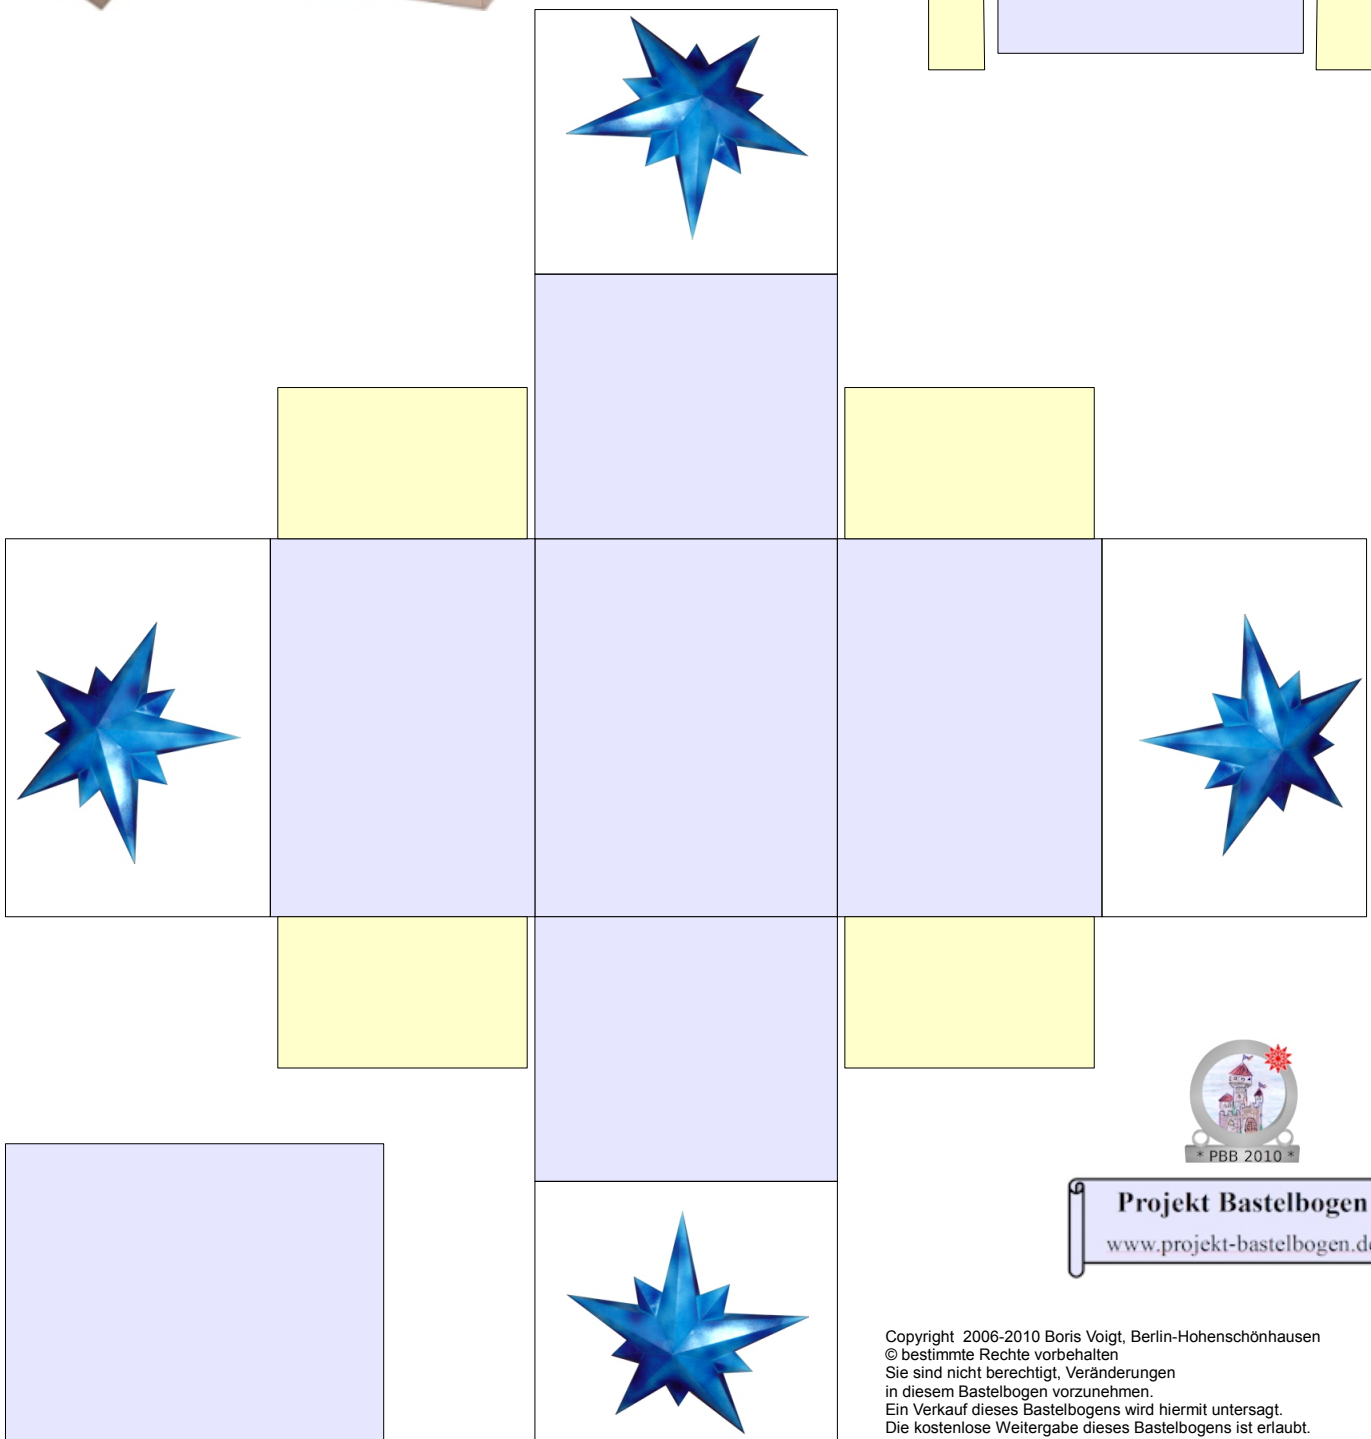 * PBB 2010 *
Projekt Bastelbogen
www.projekt-bastelbogen.de
Copyright  2006-2010 Boris Voigt, Berlin-Hohenschönhausen
© bestimmte Rechte vorbehalten
Sie sind nicht berechtigt, Veränderungen
in diesem Bastelbogen vorzunehmen.
Ein Verkauf dieses Bastelbogens wird hiermit untersagt.
Die kostenlose Weitergabe dieses Bastelbogens ist erlaubt.